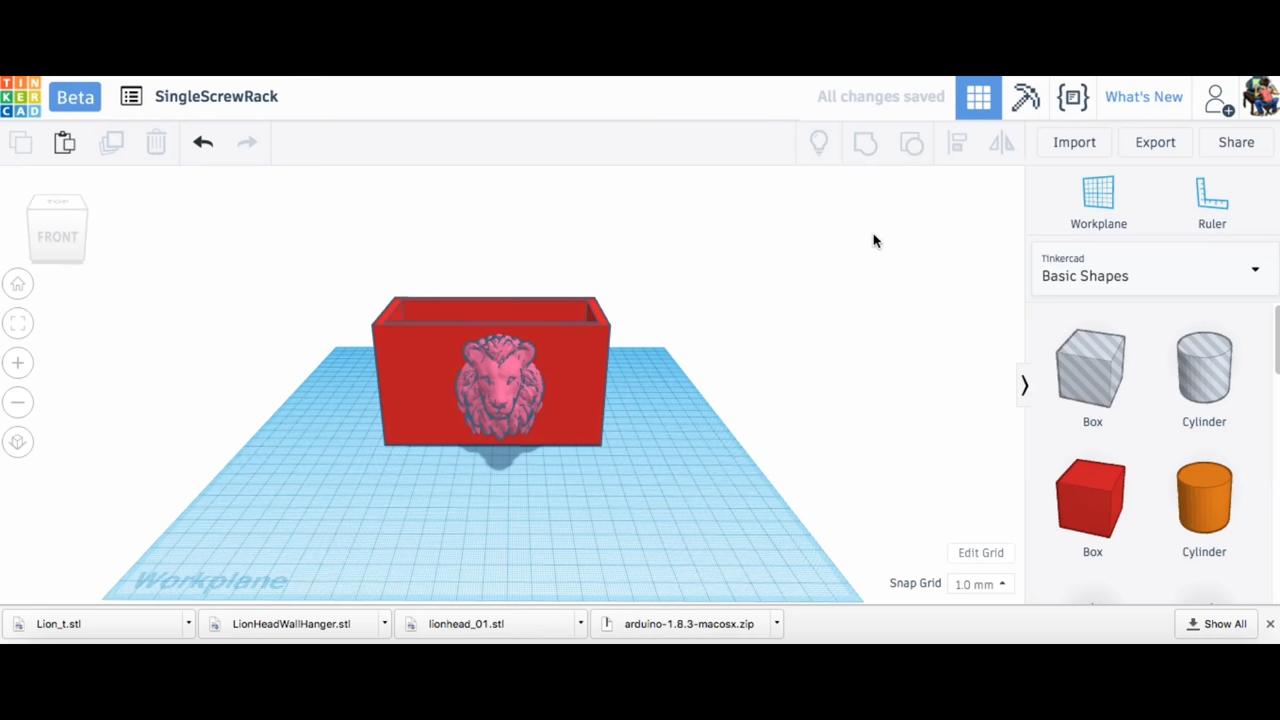 TIN
KER
CAD
Beta
SingleScrewRack
All changes saved
What's New
Import
Export
Share
TOP
FRONT
Workplane
Ruler
Tinkercad
Basic Shapes
Box
Cylinder
Box
Cylinder
Workplane
Edit Grid
Snap Grid
1.0 mm
Lion_t.stl
LionHeadWallHanger.stl
lionhead_01.stl
arduino-1.8.3-macosx.zip
Show All